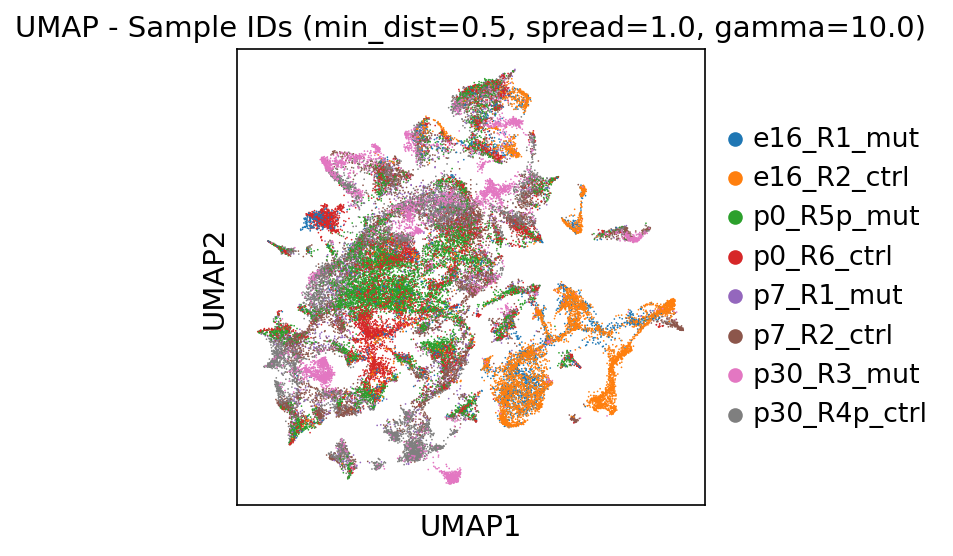 UMAP - Sample IDs (min_dist=0.5, spread=1.0, gamma=10.0)
UMAP2
e16_R1_mut
e16_R2_ctrl
p0_R5p_mut
p0_R6_ctrl
p7_R1_mut
p7_R2_ctrl
p30_R3_mut
p30_R4p_ctrl
UMAP1